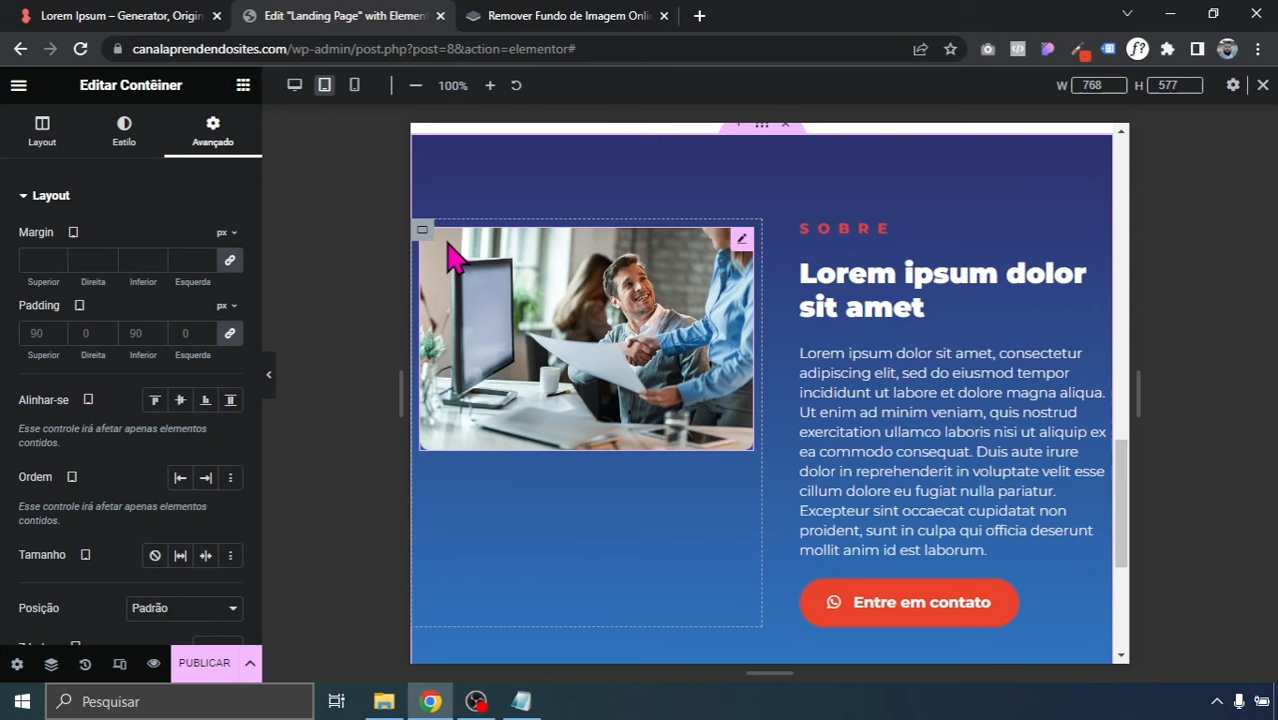 Lorem Ipsum – Generator, Origin
Edit "Landing Page" with Element
Remover Fundo de Imagem Onli
canalaprendendosites.com/wp-admin/post.php?post=8&action=elementor#
f?
Editar Contêiner
100%
W 768 H 577
Layout
Estilo
Avançado
Layout
Margin
px
Superior Direita Inferior Esquerda
Padding
px
90 0 90 0
Superior Direita Inferior Esquerda
Alinhar-se
Esse controle irá afetar apenas elementos
contidos.
Ordem
Esse controle irá afetar apenas elementos
contidos.
Tamanho
Posição
Padrão
PUBLICAR
SOBRE
Lorem ipsum dolor
sit amet
Lorem ipsum dolor sit amet, consectetur
adipiscing elit, sed do eiusmod tempor
incididunt ut labore et dolore magna aliqua.
Ut enim ad minim veniam, quis nostrud
exercitation ullamco laboris nisi ut aliquip ex
ea commodo consequat. Duis aute irure
dolor in reprehenderit in voluptate velit esse
cillum dolore eu fugiat nulla pariatur.
Excepteur sint occaecat cupidatat non
proident, sunt in culpa qui officia deserunt
mollit anim id est laborum.
Entre em contato
Pesquisar